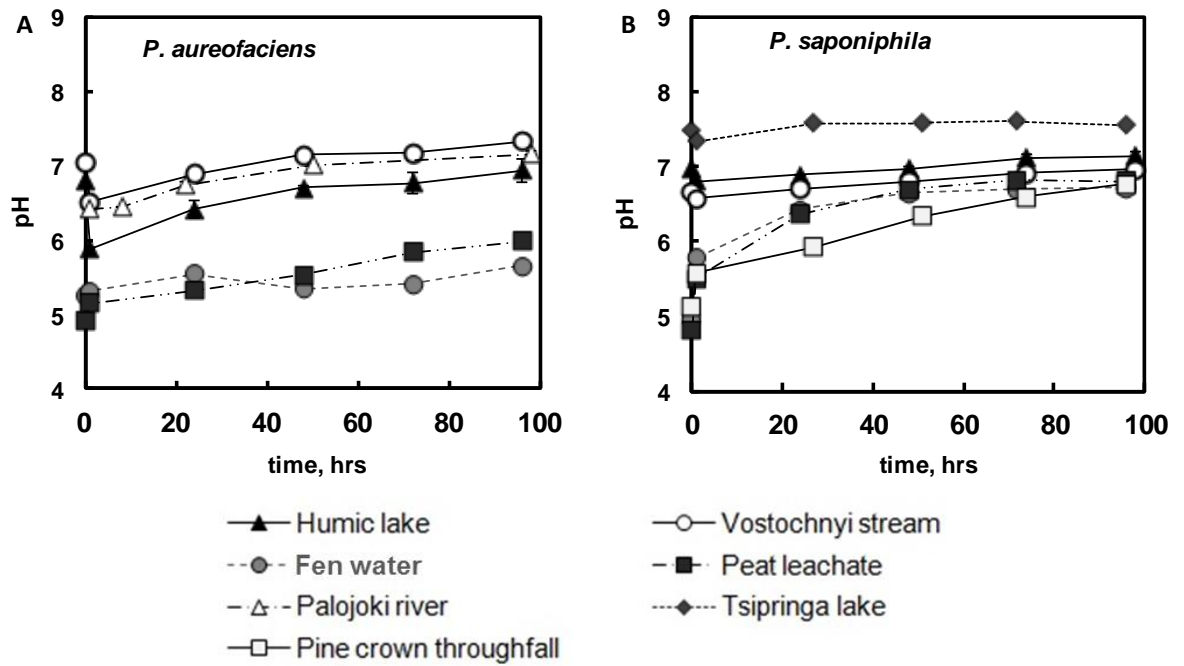 A
P. aureofaciens
9
8
7
6
5
4
pH
0 20 40 60 80 100
time, hrs
B
P. saponiphila
9
8
7
6
5
4
pH
0 20 40 60 80 100
time, hrs
Humic lake
Fen water
Palojoki river
Pine crown throughfall
Vostochnyi stream
Peat leachate
Tsipringa lake